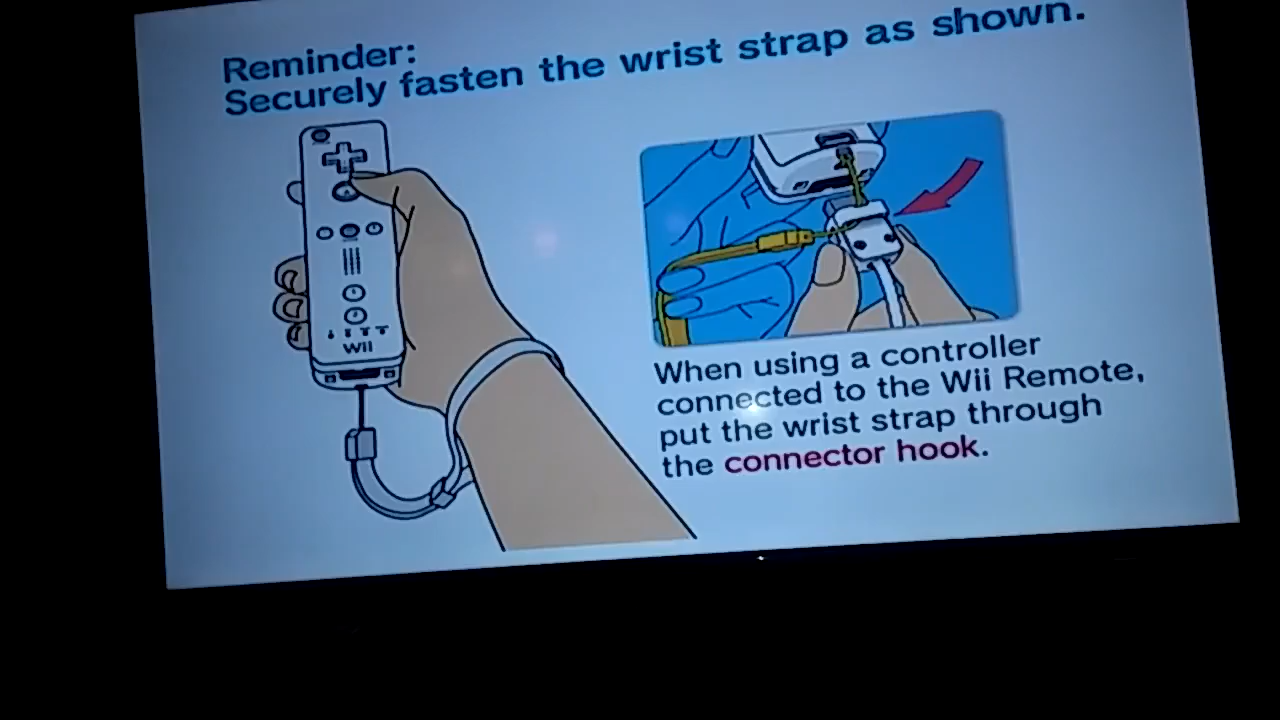 Reminder:
Securely fasten the wrist strap as shown.
Wii
When using a controller
connected to the Wii Remote,
put the wrist strap through
the connector hook.